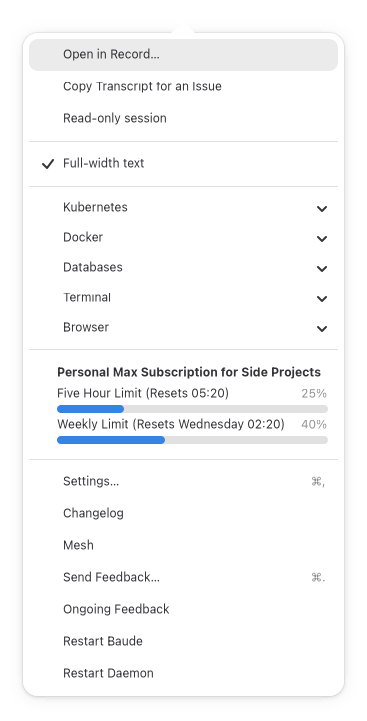 Open in Record...
Copy Transcript for an Issue
Read-only session
Full-width text
Kubernetes
Docker
Databases
Terminal
Browser
Personal Max Subscription for Side Projects
Five Hour Limit (Resets 05:20) 25%
Weekly Limit (Resets Wednesday 02:20) 40%
Settings... ⌘,
Changelog
Mesh
Send Feedback... ⌘.
Ongoing Feedback
Restart Baude
Restart Daemon